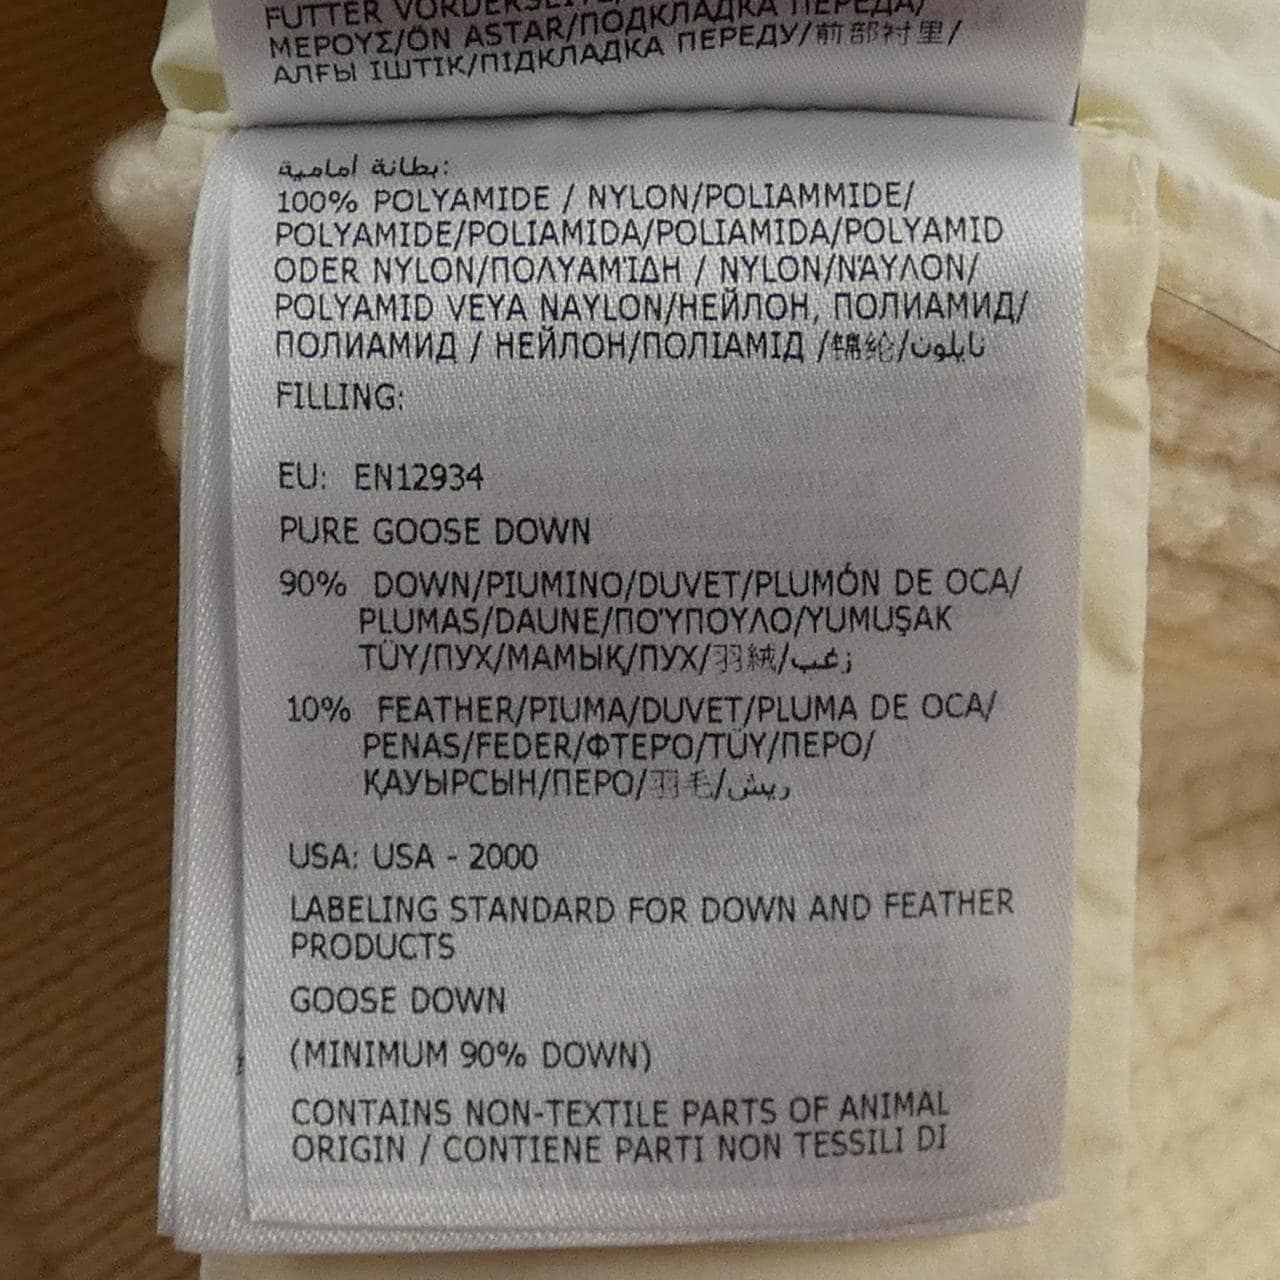 FUTTER VORDERSEITE/
ΜΕΡΟΥΣ/ÖN ASTAR/ПОДКЛАДКА ПЕРЕДА/
АЛҒЫ ІШТІК/ПІДКЛАДКА ПЕРЕДУ/前部衬里/
بطانة أمامية:
100% POLYAMIDE / NYLON/POLIAMMIDE/
POLYAMIDE/POLIAMIDA/POLIAMIDA/POLYAMID
ODER NYLON/ΠΟΛΥΑΜΊΔΗ / NYLON/ΝΆΥΛΟΝ/
POLYAMID VEYA NAYLON/НЕЙЛОН, ПОЛИАМИД/
ПОЛИАМИД / НЕЙЛОН/ПОЛІАМІД /锦纶/نايلون
FILLING:
EU: EN12934
PURE GOOSE DOWN
90% DOWN/PIUMINO/DUVET/PLUMÓN DE OCA/
PLUMAS/DAUNE/ΠΟΎΠΟΥΛΟ/YUMUŞAK
TÜY/ПУХ/МАМЫҚ/ПУХ/羽絨/زغب
10% FEATHER/PIUMA/DUVET/PLUMA DE OCA/
PENAS/FEDER/ΦΤΕΡΌ/TÜY/ПЕРО/
ҚАУЫРСЫН/ПЕРО/羽毛/ريش
USA: USA - 2000
LABELING STANDARD FOR DOWN AND FEATHER
PRODUCTS
GOOSE DOWN
(MINIMUM 90% DOWN)
CONTAINS NON-TEXTILE PARTS OF ANIMAL
ORIGIN / CONTIENE PARTI NON TESSILI DI